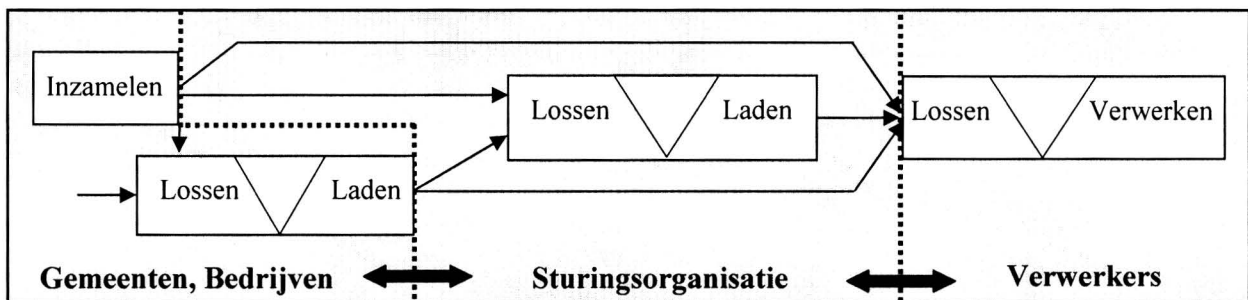 Inzamelen
Lossen Laden
Lossen Laden
Lossen Verwerken
Gemeenten, Bedrijven Sturingsorganisatie Verwerkers